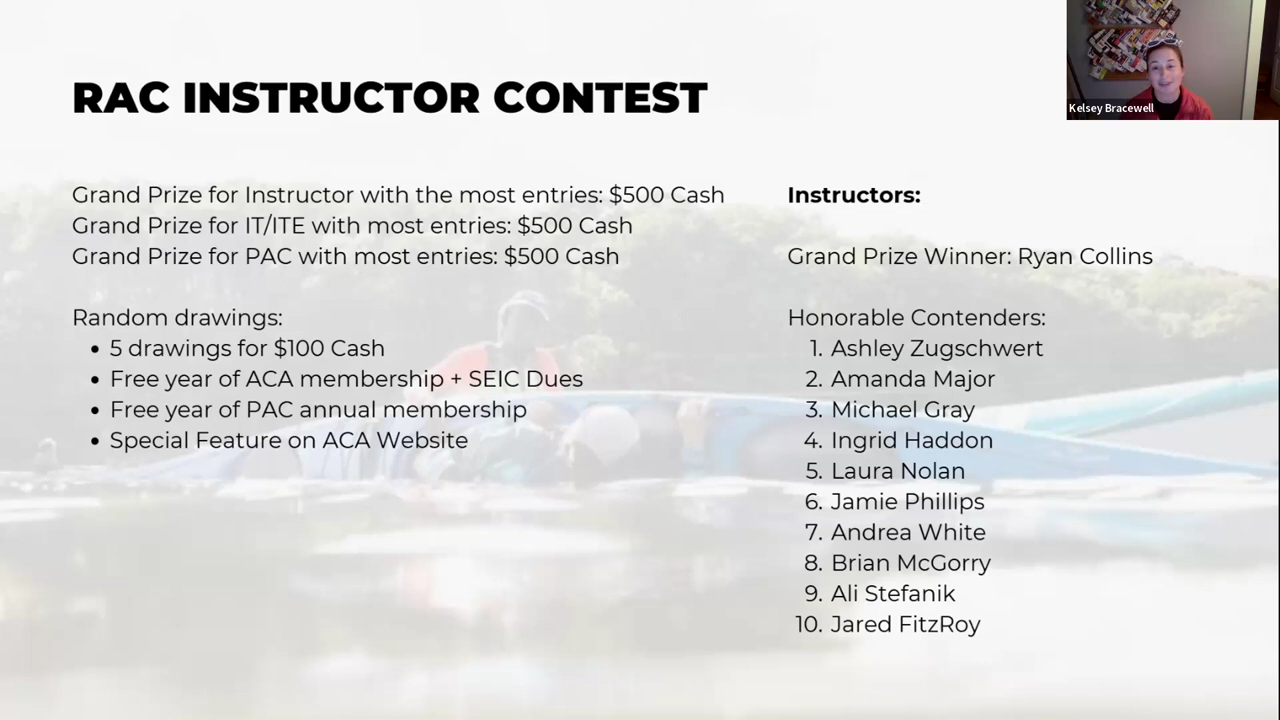 RAC INSTRUCTOR CONTEST
Kelsey Bracewell
Grand Prize for Instructor with the most entries: $500 Cash
Grand Prize for IT/ITE with most entries: $500 Cash
Grand Prize for PAC with most entries: $500 Cash
Random drawings:
• 5 drawings for $100 Cash
• Free year of ACA membership + SEIC Dues
• Free year of PAC annual membership
• Special Feature on ACA Website
Instructors:
Grand Prize Winner: Ryan Collins
Honorable Contenders:
1. Ashley Zugschwert
2. Amanda Major
3. Michael Gray
4. Ingrid Haddon
5. Laura Nolan
6. Jamie Phillips
7. Andrea White
8. Brian McGorry
9. Ali Stefanik
10. Jared FitzRoy